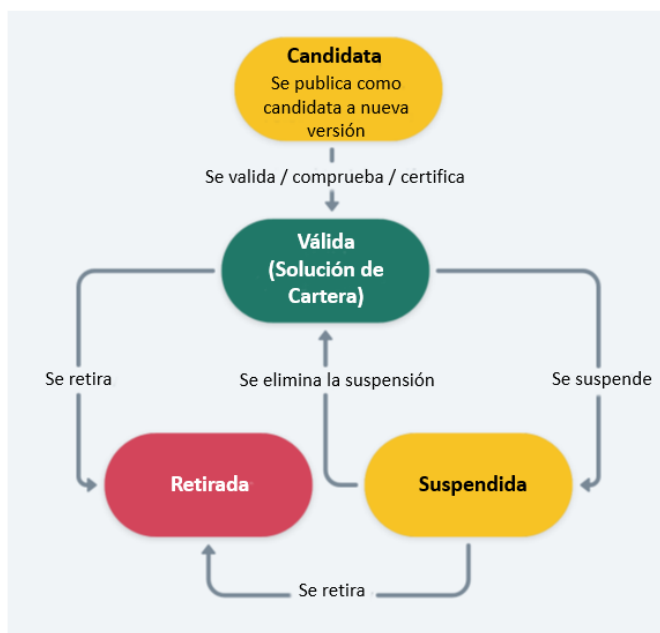 Candidata
Se publica como
candidata a nueva
versión
Se valida / comprueba / certifica
Válida
(Solución de
Cartera)
Se retira
Se elimina la suspensión
Se suspende
Retirada
Suspendida
Se retira